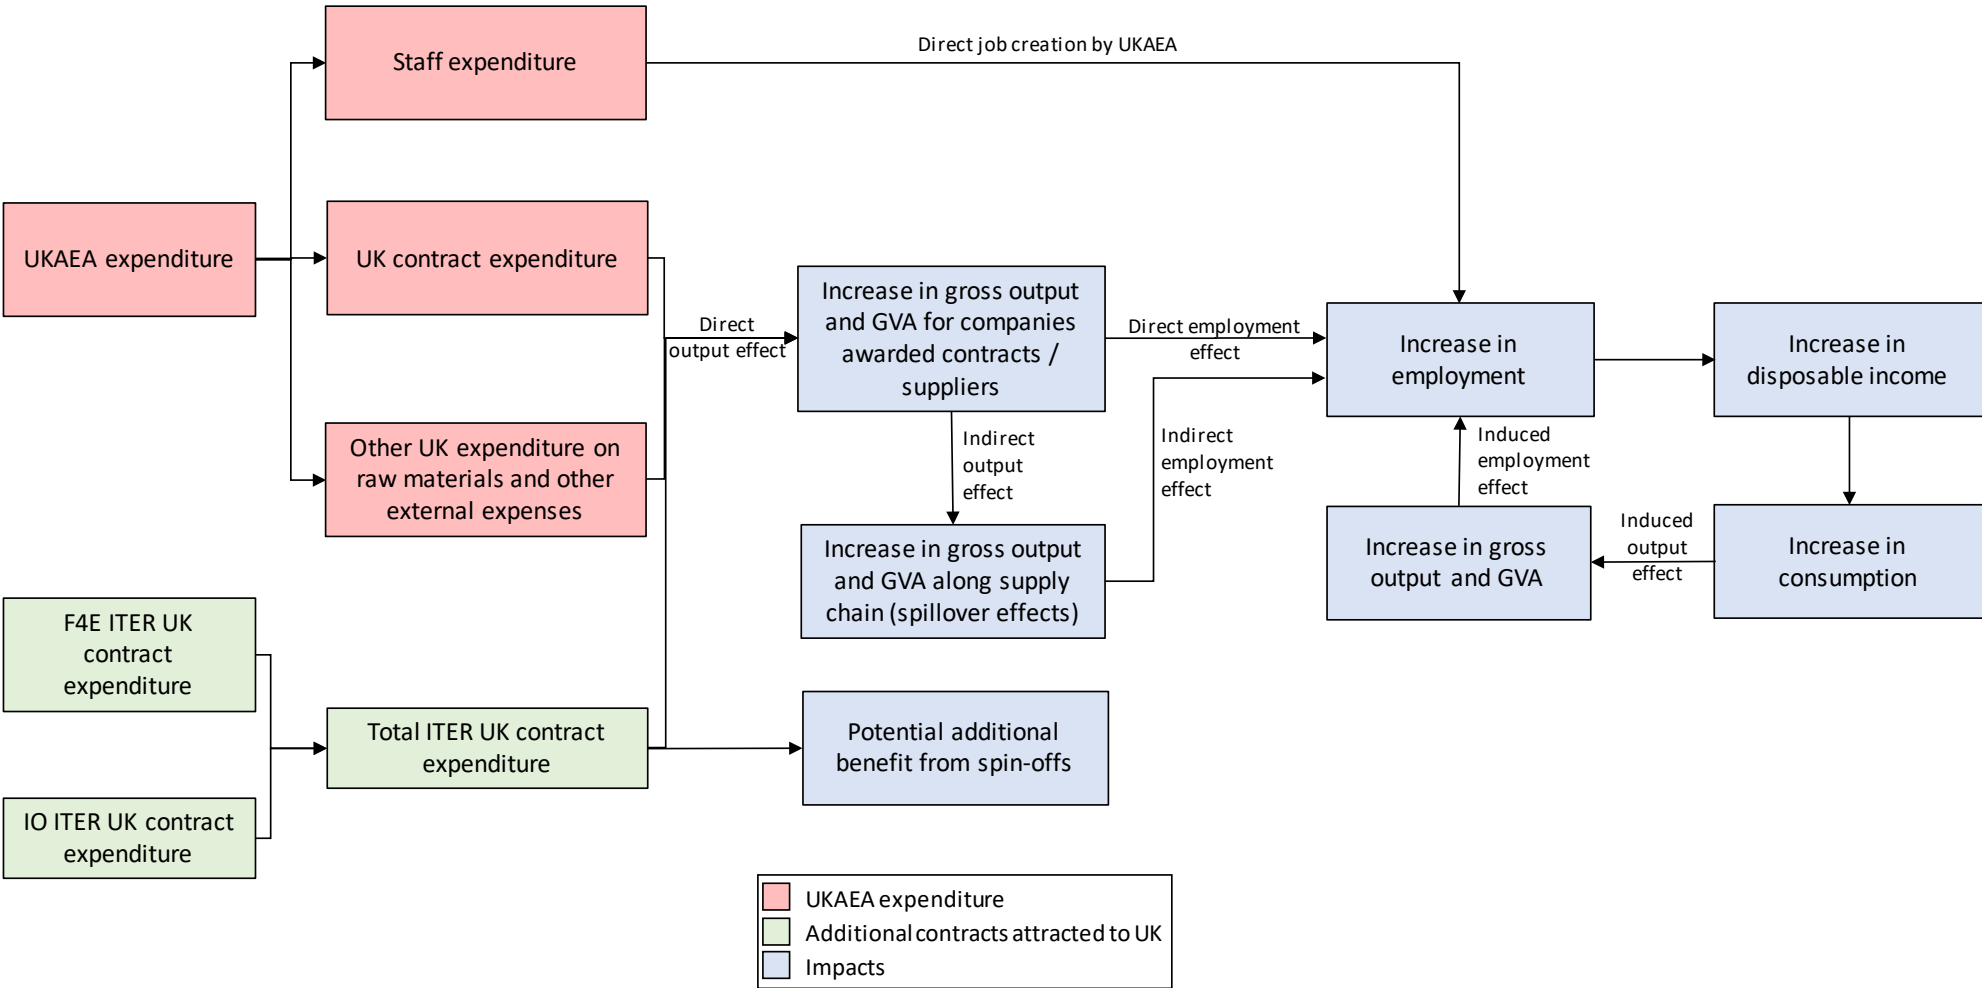 Direct job creation by UKAEA
Staff expenditure
UKAEA expenditure
UK contract expenditure
Other UK expenditure on
raw materials and other
external expenses
F4E ITER UK
contract
expenditure
IO ITER UK contract
expenditure
Total ITER UK contract
expenditure
Direct
output effect
Increase in gross output
and GVA for companies
awarded contracts /
suppliers
Indirect
output
effect
Increase in gross output
and GVA along supply
chain (spillover effects)
Potential additional
benefit from spin-offs
Direct employment
effect
Indirect
employment
effect
Increase in
employment
Increase in
disposable income
Induced
employment
effect
Increase in gross
output and GVA
Induced
output
effect
Increase in
consumption
UKAEA expenditure
Additional contracts attracted to UK
Impacts